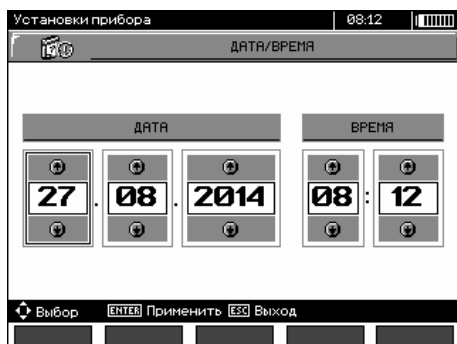 Установки прибора 08:12
ДАТА/ВРЕМЯ
ДАТА ВРЕМЯ
27 . 08 . 2014 08 : 12
Выбор ENTER Применить ESC Выход